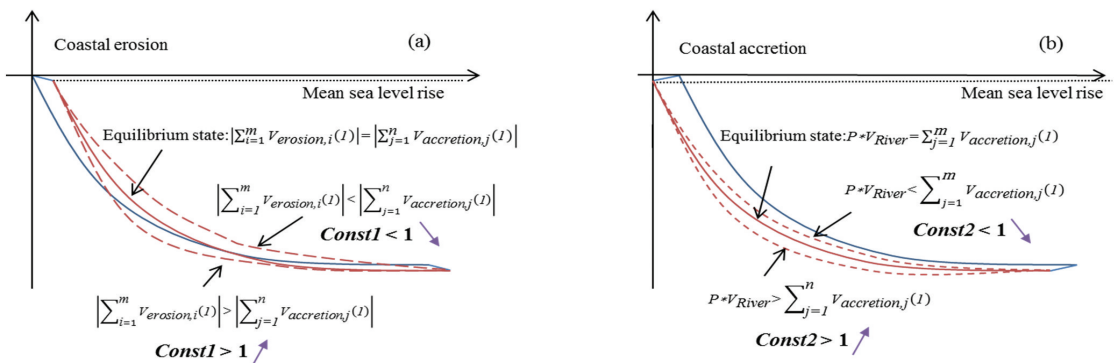 Coastal erosion
(a)
Mean sea level rise
Equilibrium state: |∑_{i=1}^{m} V_{erosion,i}(1)| = |∑_{j=1}^{n} V_{accretion,j}(1)|
|∑_{i=1}^{m} V_{erosion,i}(1)| < |∑_{j=1}^{n} V_{accretion,j}(1)|
Const1 < 1
|∑_{i=1}^{m} V_{erosion,i}(1)| > |∑_{j=1}^{n} V_{accretion,j}(1)|
Const1 > 1
Coastal accretion
(b)
Mean sea level rise
Equilibrium state: P*V_{River} = ∑_{j=1}^{m} V_{accretion,j}(1)
P*V_{River} < ∑_{j=1}^{m} V_{accretion,j}(1)
Const2 < 1
P*V_{River} > ∑_{j=1}^{n} V_{accretion,j}(1)
Const2 > 1